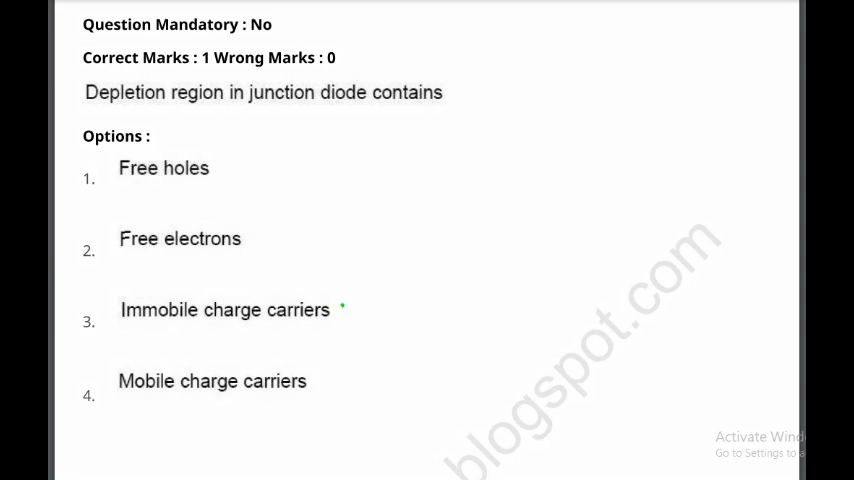 Question Mandatory : No
Correct Marks : 1 Wrong Marks : 0
Depletion region in junction diode contains
Options :
1. Free holes
2. Free electrons
3. Immobile charge carriers
4. Mobile charge carriers
blogspot.com
Activate Wind
Go to Settings to a